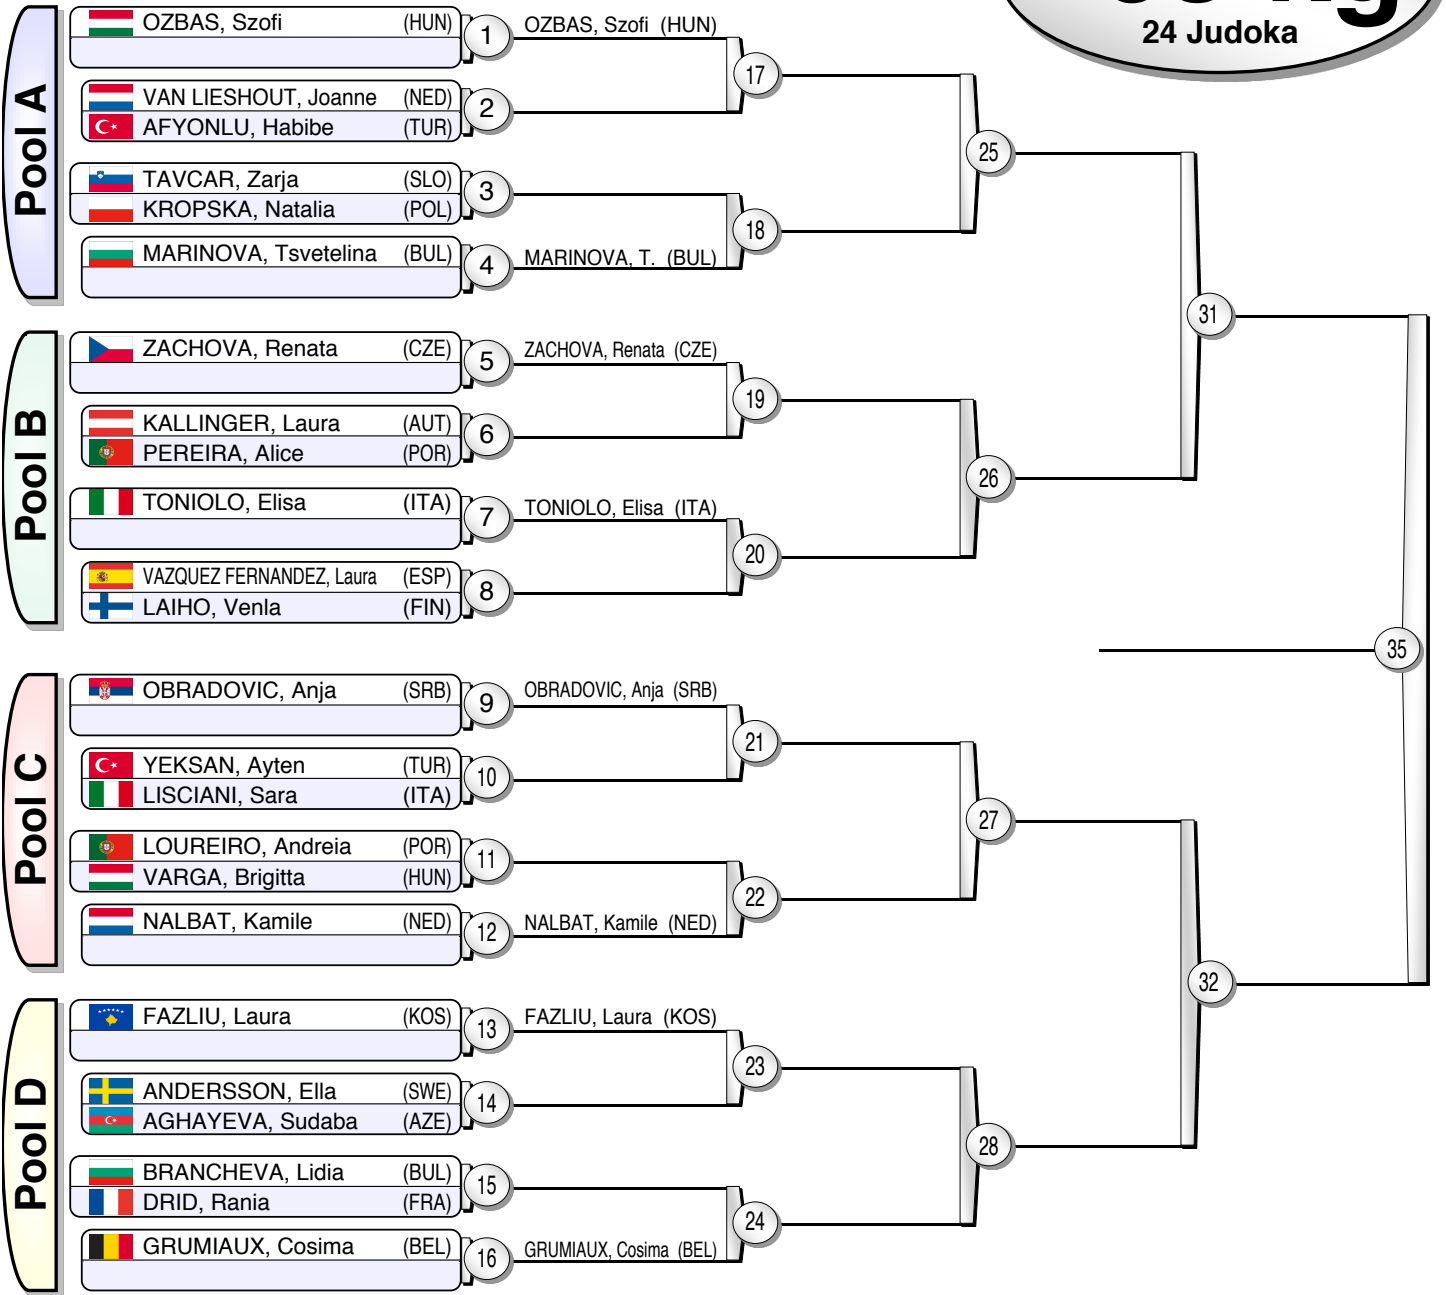 24 Judoka
Pool A
OZBAS, Szofi (HUN)
1
OZBAS, Szofi (HUN)
17
VAN LIESHOUT, Joanne (NED)
AFYONLU, Habibe (TUR)
2
25
TAVCAR, Zarja (SLO)
KROPSKA, Natalia (POL)
3
18
MARINOVA, Tsvetelina (BUL)
4
MARINOVA, T. (BUL)
31
Pool B
ZACHOVA, Renata (CZE)
5
ZACHOVA, Renata (CZE)
19
KALLINGER, Laura (AUT)
PEREIRA, Alice (POR)
6
26
TONIOLO, Elisa (ITA)
7
TONIOLO, Elisa (ITA)
20
VAZQUEZ FERNANDEZ, Laura (ESP)
LAIHO, Venla (FIN)
8
35
Pool C
OBRADOVIC, Anja (SRB)
9
OBRADOVIC, Anja (SRB)
21
YEKSAN, Ayten (TUR)
LISCIANI, Sara (ITA)
10
27
LOUREIRO, Andreia (POR)
VARGA, Brigitta (HUN)
11
22
NALBAT, Kamile (NED)
12
NALBAT, Kamile (NED)
32
Pool D
FAZLIU, Laura (KOS)
13
FAZLIU, Laura (KOS)
23
ANDERSSON, Ella (SWE)
AGHAYEVA, Sudaba (AZE)
14
28
BRANCHEVA, Lidia (BUL)
DRID, Rania (FRA)
15
24
GRUMIAUX, Cosima (BEL)
16
GRUMIAUX, Cosima (BEL)